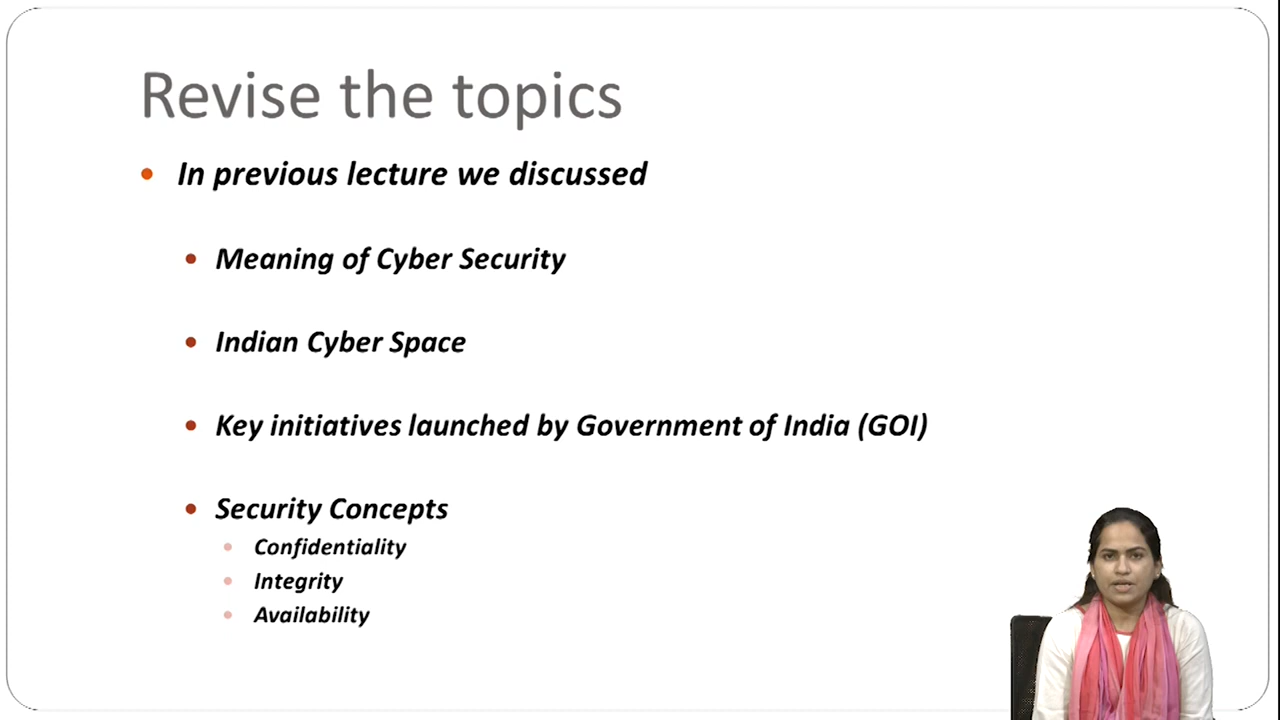 Revise the topics
In previous lecture we discussed
Meaning of Cyber Security
Indian Cyber Space
Key initiatives launched by Government of India (GOI)
Security Concepts
Confidentiality
Integrity
Availability